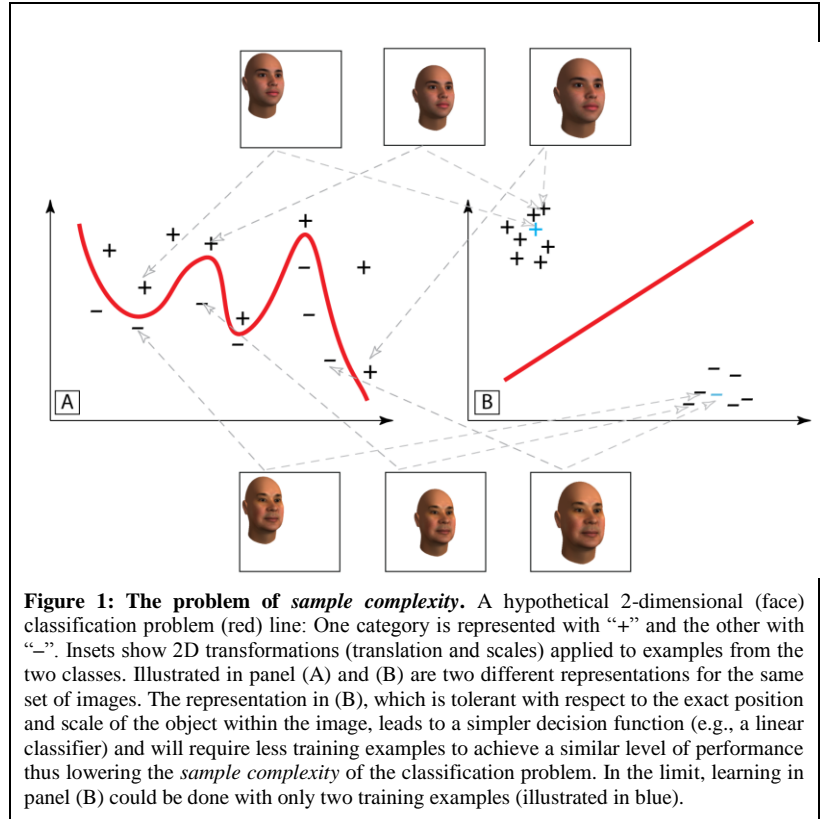 A
B
Figure 1: The problem of sample complexity. A hypothetical 2-dimensional (face)
classification problem (red) line: One category is represented with “+” and the other with
“–”. Insets show 2D transformations (translation and scales) applied to examples from the
two classes. Illustrated in panel (A) and (B) are two different representations for the same
set of images. The representation in (B), which is tolerant with respect to the exact position
and scale of the object within the image, leads to a simpler decision function (e.g., a linear
classifier) and will require less training examples to achieve a similar level of performance
thus lowering the sample complexity of the classification problem. In the limit, learning in
panel (B) could be done with only two training examples (illustrated in blue).